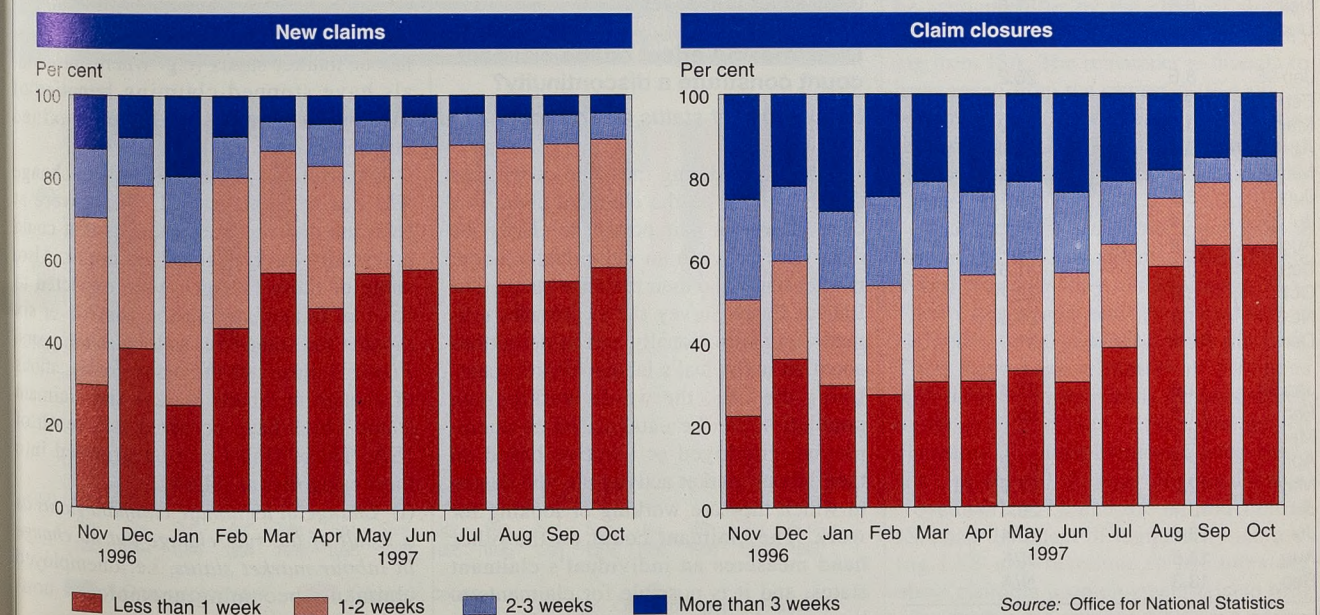 New claims
Per cent
100
80
60
40
20
0
Nov Dec Jan Feb Mar Apr May Jun Jul Aug Sep Oct
1996 1997
Claim closures
Per cent
100
80
60
40
20
0
Nov Dec Jan Feb Mar Apr May Jun Jul Aug Sep Oct
1996 1997
Less than 1 week 1-2 weeks 2-3 weeks More than 3 weeks
Source: Office for National Statistics